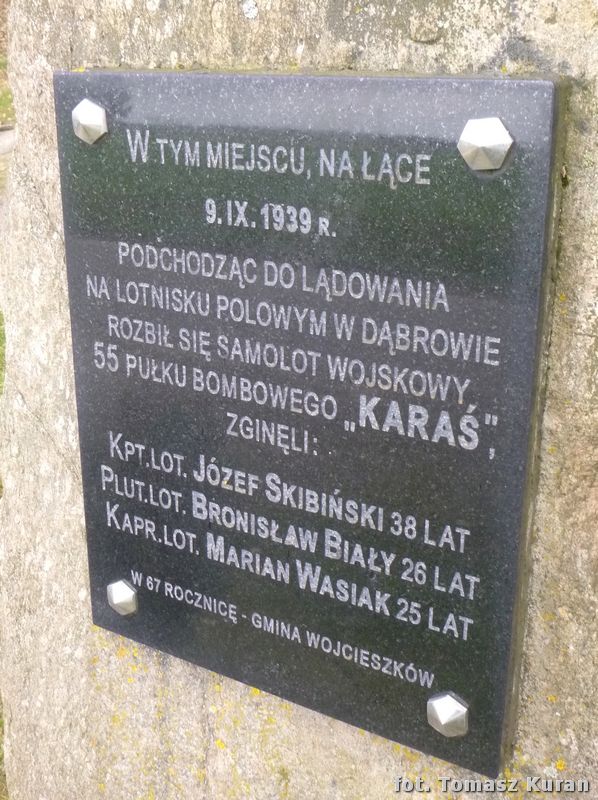 W TYM MIEJSCU, NA ŁĄCE
9.IX.1939 R.
PODCHODZĄC DO LĄDOWANIA
NA LOTNISKU POLOWYM W DĄBROWIE
ROZBIŁ SIĘ SAMOLOT WOJSKOWY,
55 PUŁKU BOMBOWEGO „KARAŚ",
ZGINĘLI:
KPT.LOT. JÓZEF SKIBIŃSKI 38 LAT
PLUT.LOT. BRONISŁAW BIAŁY 26 LAT
KAPR.LOT. MARIAN WASIAK 25 LAT
W 67 ROCZNICĘ - GMINA WOJCIESZKÓW
fot. Tomasz Kuran